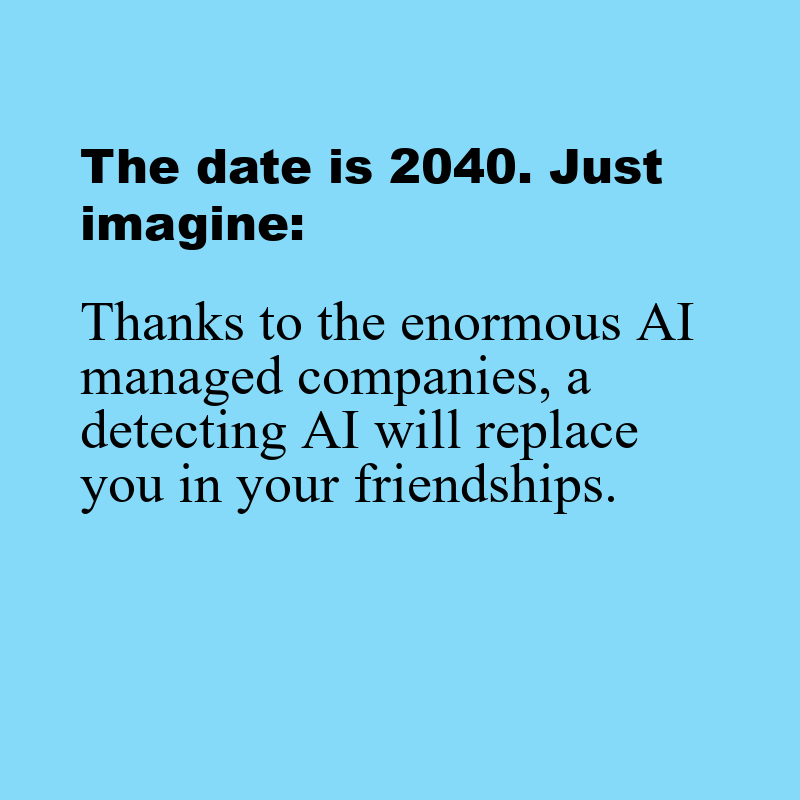 The date is 2040. Just
imagine:
Thanks to the enormous AI
managed companies, a
detecting AI will replace
you in your friendships.